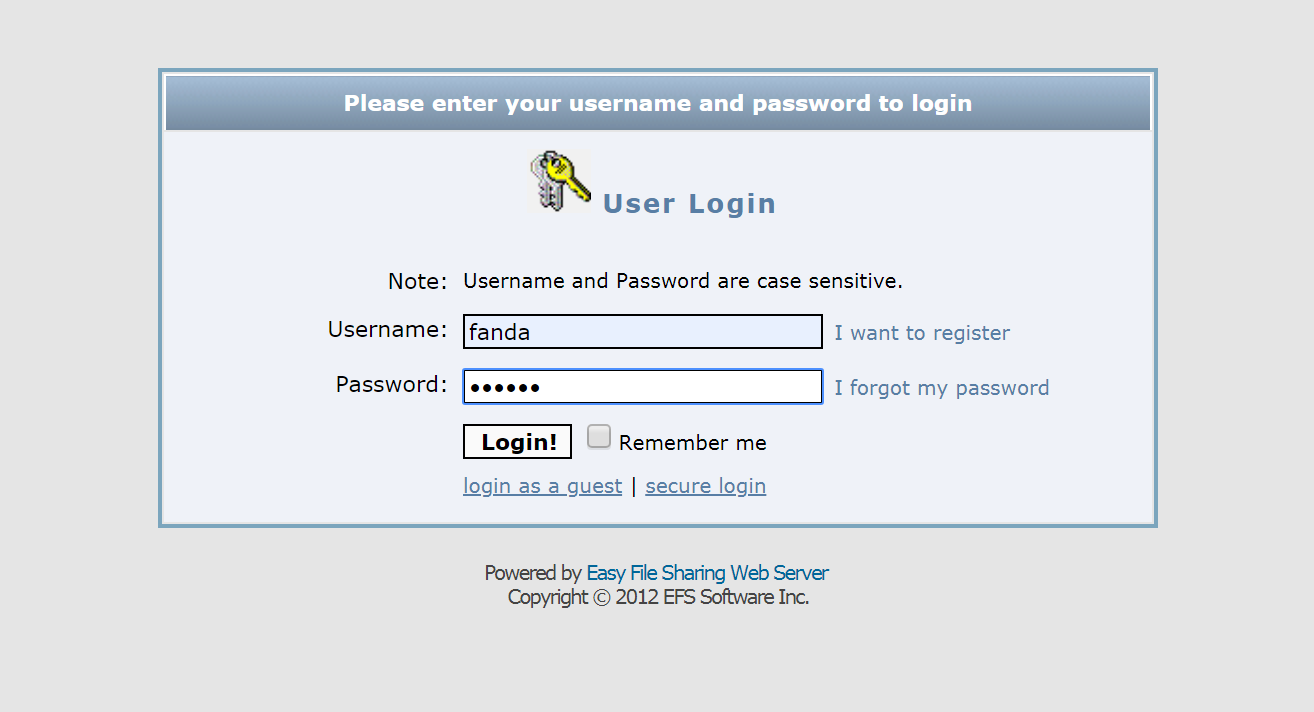 Please enter your username and password to login
User Login
Note: Username and Password are case sensitive.
Username: fanda I want to register
Password: •••••• I forgot my password
Login! Remember me
login as a guest | secure login
Powered by Easy File Sharing Web Server
Copyright © 2012 EFS Software Inc.